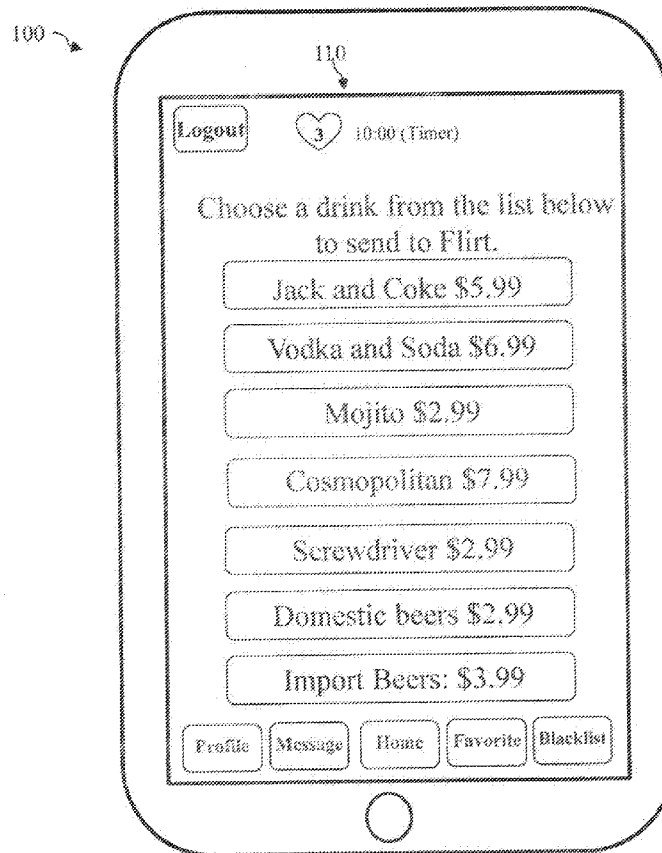 100
110
Logout 3 10:00 (Timer)
Choose a drink from the list below
to send to Flirt.
Jack and Coke $5.99
Vodka and Soda $6.99
Mojito $2.99
Cosmopolitan $7.99
Screwdriver $2.99
Domestic beers $2.99
Import Beers: $3.99
Profile Message Home Favorite Blacklist